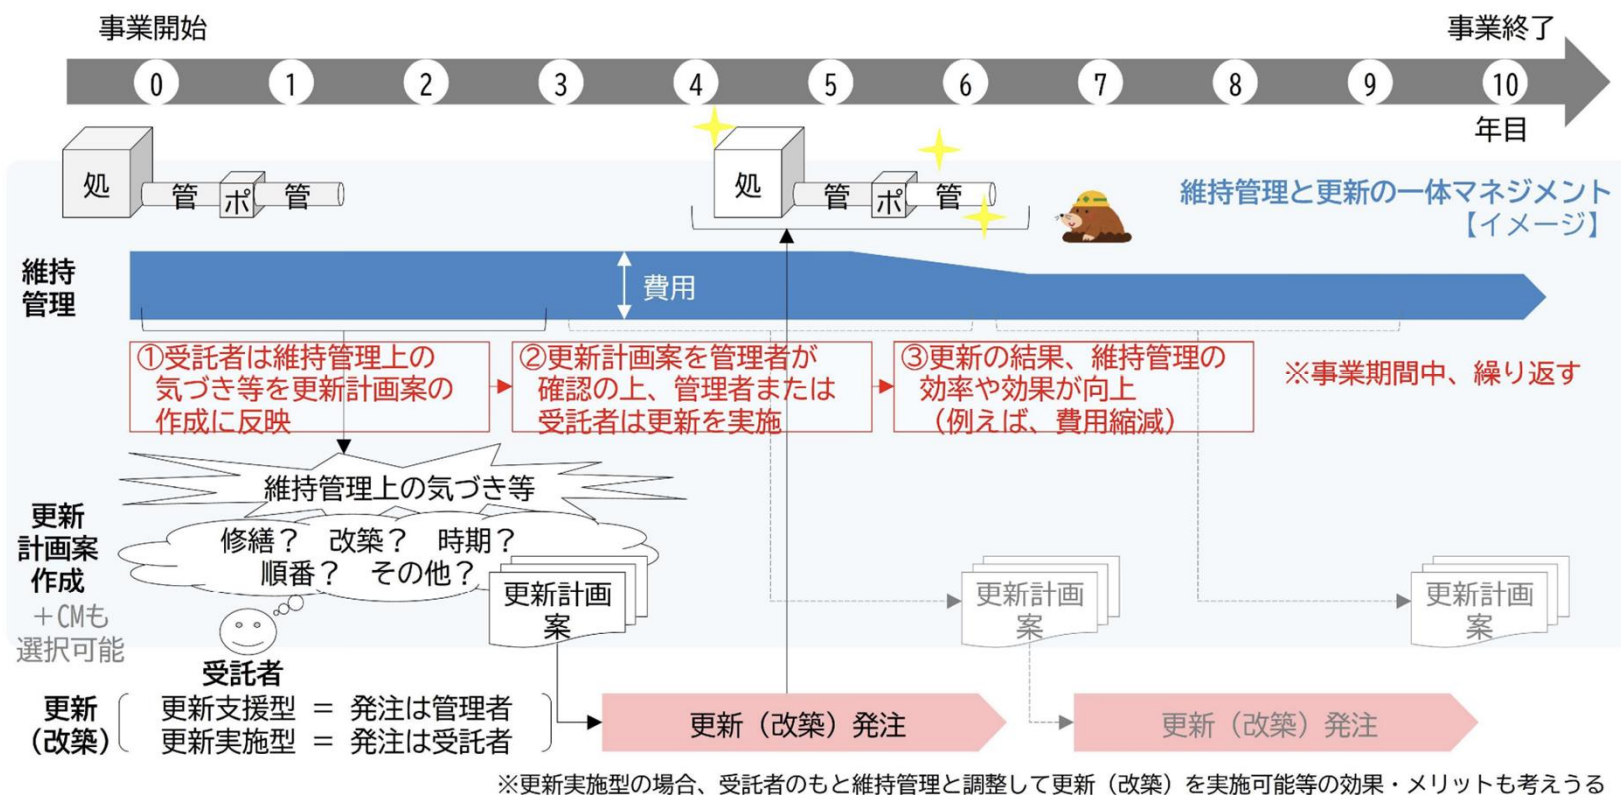 事業開始
事業終了
0 1 2 3 4 5 6 7 8 9 10
年目
処 管 ポ 管
処 管 ポ 管
維持管理と更新の一体マネジメント
【イメージ】
維持
管理
費用
①受託者は維持管理上の
気づき等を更新計画案の
作成に反映
②更新計画案を管理者が
確認の上、管理者または
受託者は更新を実施
③更新の結果、維持管理の
効率や効果が向上
（例えば、費用縮減）
※事業期間中、繰り返す
維持管理上の気づき等
更新
計画案
作成
＋CMも
選択可能
修繕？ 改築？ 時期？
順番？ その他？
受託者
更新計画
案
更新計画
案
更新計画
案
更新
（改築）
更新支援型 ＝ 発注は管理者
更新実施型 ＝ 発注は受託者
更新（改築）発注
更新（改築）発注
※更新実施型の場合、受託者のもと維持管理と調整して更新（改築）を実施可能等の効果・メリットも考えうる